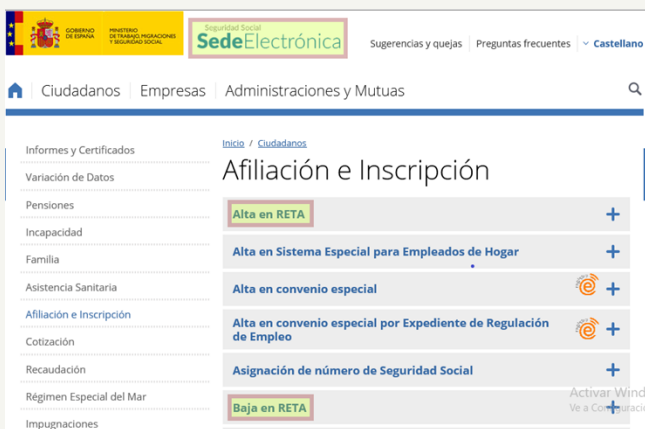 GOBIERNO
DE ESPAÑA
MINISTERIO
DE TRABAJO, MIGRACIONES
Y SEGURIDAD SOCIAL
Seguridad Social
SedeElectrónica
Sugerencias y quejas
Preguntas frecuentes
Castellano
Ciudadanos
Empresas
Administraciones y Mutuas
Inicio / Ciudadanos
Afiliación e Inscripción
Informes y Certificados
Variación de Datos
Pensiones
Incapacidad
Familia
Asistencia Sanitaria
Afiliación e Inscripción
Cotización
Recaudación
Régimen Especial del Mar
Impugnaciones
Alta en RETA
Alta en Sistema Especial para Empleados de Hogar
Alta en convenio especial
Alta en convenio especial por Expediente de Regulación
de Empleo
Asignación de número de Seguridad Social
Baja en RETA
Activar Wind
Ve a